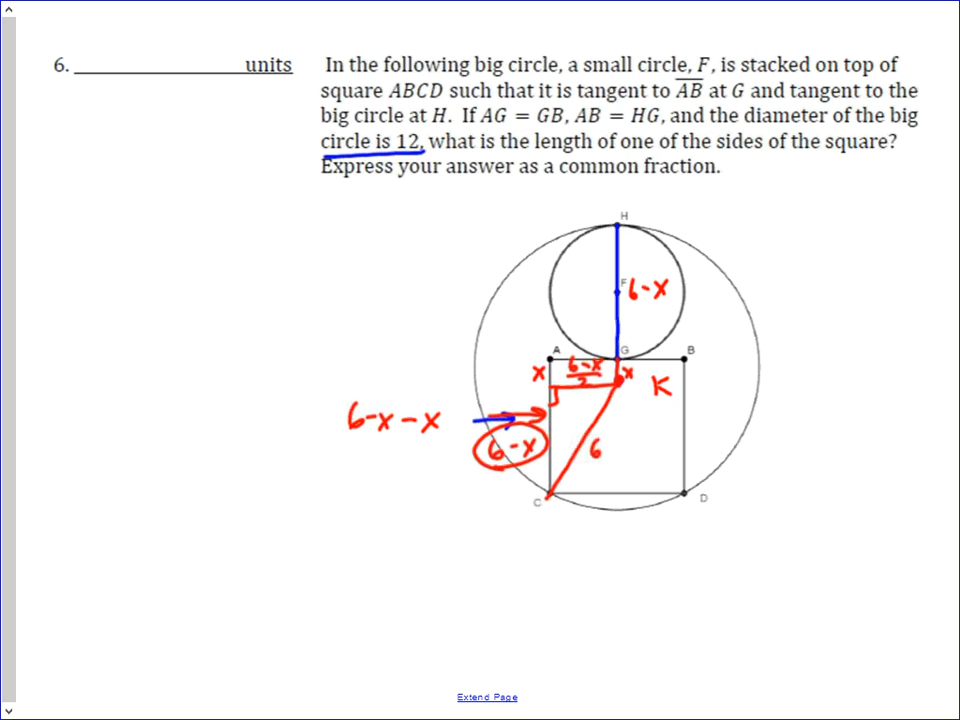 6. ____________________ units In the following big circle, a small circle, F, is stacked on top of
square ABCD such that it is tangent to AB at G and tangent to the
big circle at H. If AG = GB, AB = HG, and the diameter of the big
circle is 12, what is the length of one of the sides of the square?
Express your answer as a common fraction.
H
F 6-x
A G B
x 6-x/2 x K
6-x-x
6-x 6
C D
Extend Page